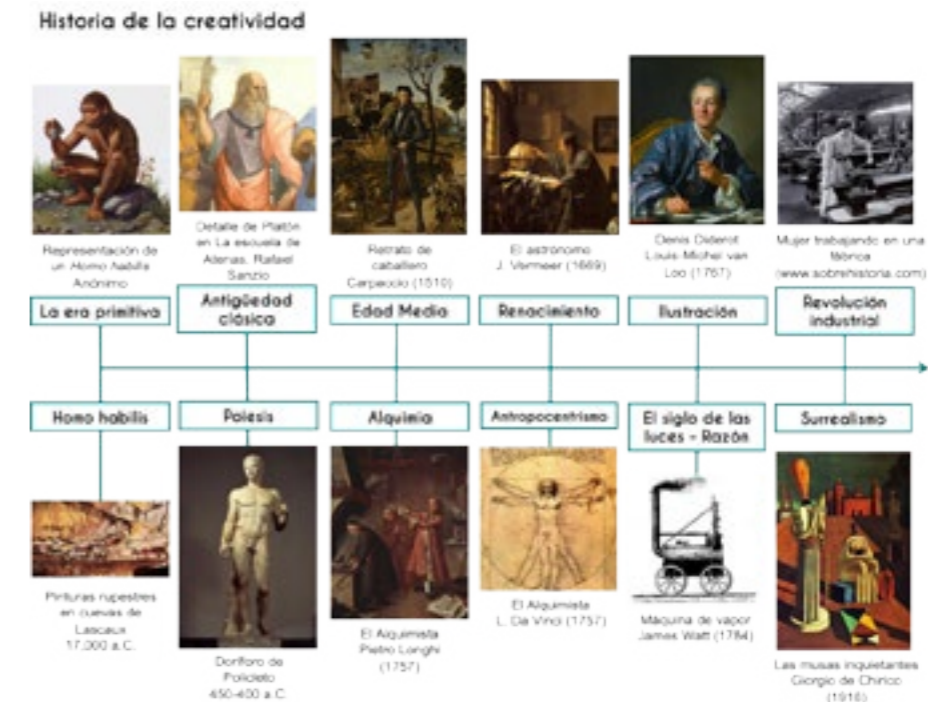 Historia de la creatividad
Representación de
un Homo habilis
Anónimo
Detalle de Platón
en La escuela de
Atenas. Rafael
Sanzio
Retrato de
caballero
Carpaccio (1510)
El astrónomo
J. Vermeer (1669)
Denis Diderot
Louis-Michel van
Loo (1767)
Mujer trabajando en una
fábrica
(www.sobrehistoria.com)
La era primitiva
Antigüedad
clásica
Edad Media
Renacimiento
Ilustración
Revolución
industrial
Homo habilis
Poiesis
Alquimia
Antropocentrismo
El siglo de las
luces - Razón
Surrealismo
Pinturas rupestres
en cuevas de
Lascaux
17.000 a.C.
Doríforo de
Policleto
450-400 a.C.
El Alquimista
Pietro Longhi
(1757)
El Alquimista
L. Da Vinci (1757)
Máquina de vapor
James Watt (1784)
Las musas inquietantes
Giorgio de Chirico
(1916)